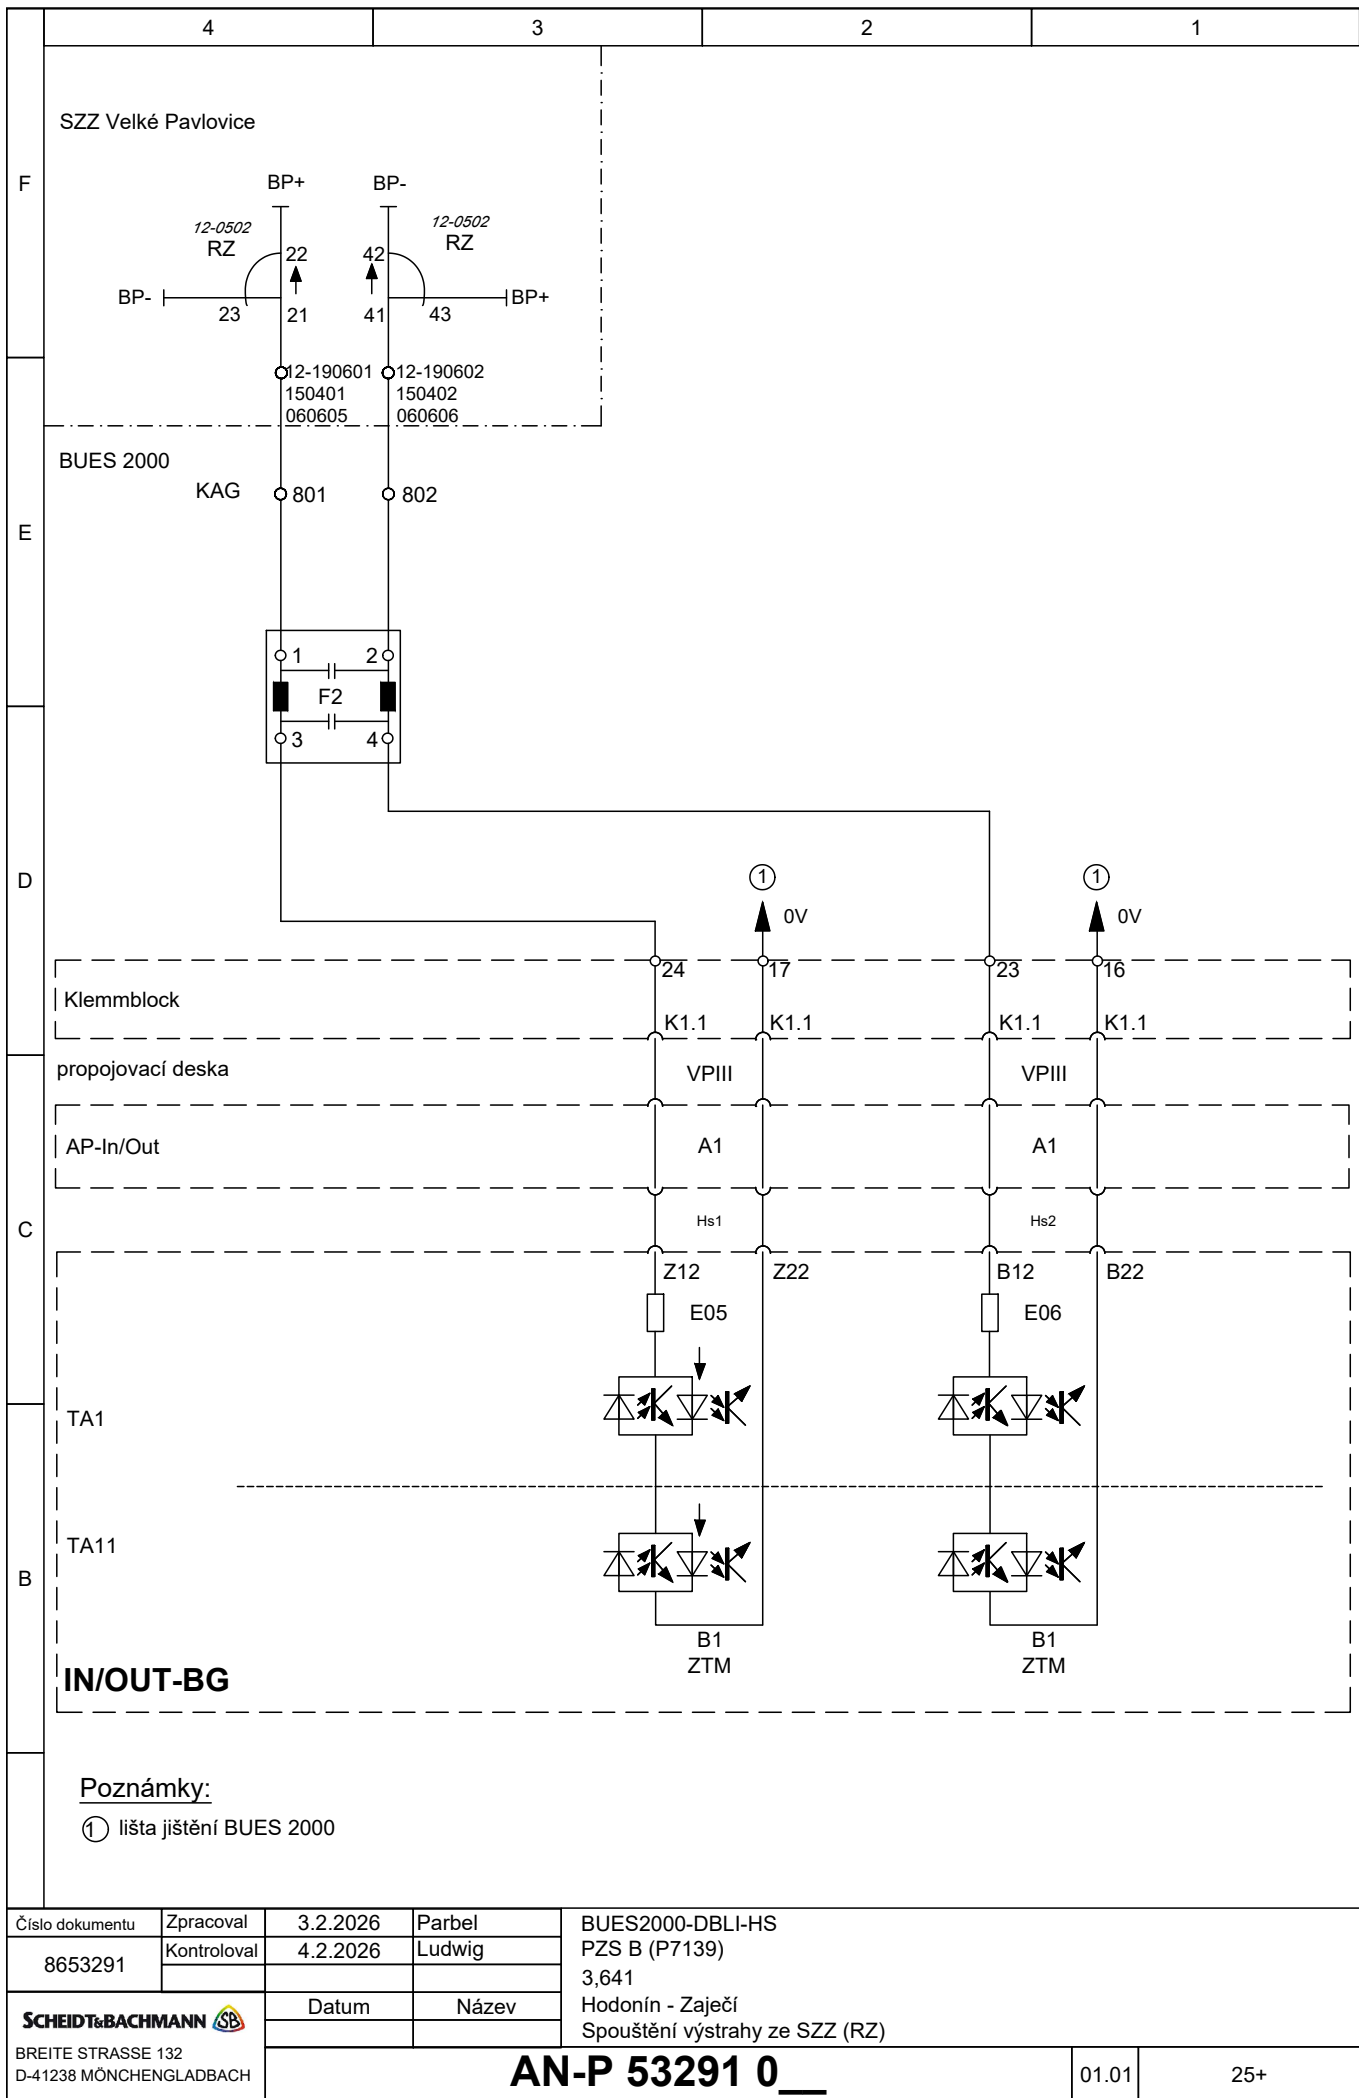 4 3 2 1
SZZ Velké Pavlovice
F
BP+ BP-
12-0502 12-0502
RZ RZ
22 42
BP- BP+
23 21 41 43
12-190601 12-190602
150401 150402
060605 060606
BUES 2000
KAG 801 802
E
1 2
F2
3 4
D
1 1
0V 0V
24 17 23 16
Klemmblock
K1.1 K1.1 K1.1 K1.1
propojovací deska VPIII VPIII
AP-In/Out A1 A1
C
Hs1 Hs2
Z12 Z22 B12 B22
E05 E06
TA1
TA11
B
B1 B1
ZTM ZTM
IN/OUT-BG
Poznámky:
1 lišta jištění BUES 2000
Číslo dokumentu Zpracoval 3.2.2026 Parbel
8653291 Kontroloval 4.2.2026 Ludwig
Datum Název
SCHEIDT&BACHMANN SB
BREITE STRASSE 132
D-41238 MÖNCHENGLADBACH
BUES2000-DBLI-HS
PZS B (P7139)
3,641
Hodonín - Zaječí
Spouštění výstrahy ze SZZ (RZ)
AN-P 53291 0__ 01.01 25+